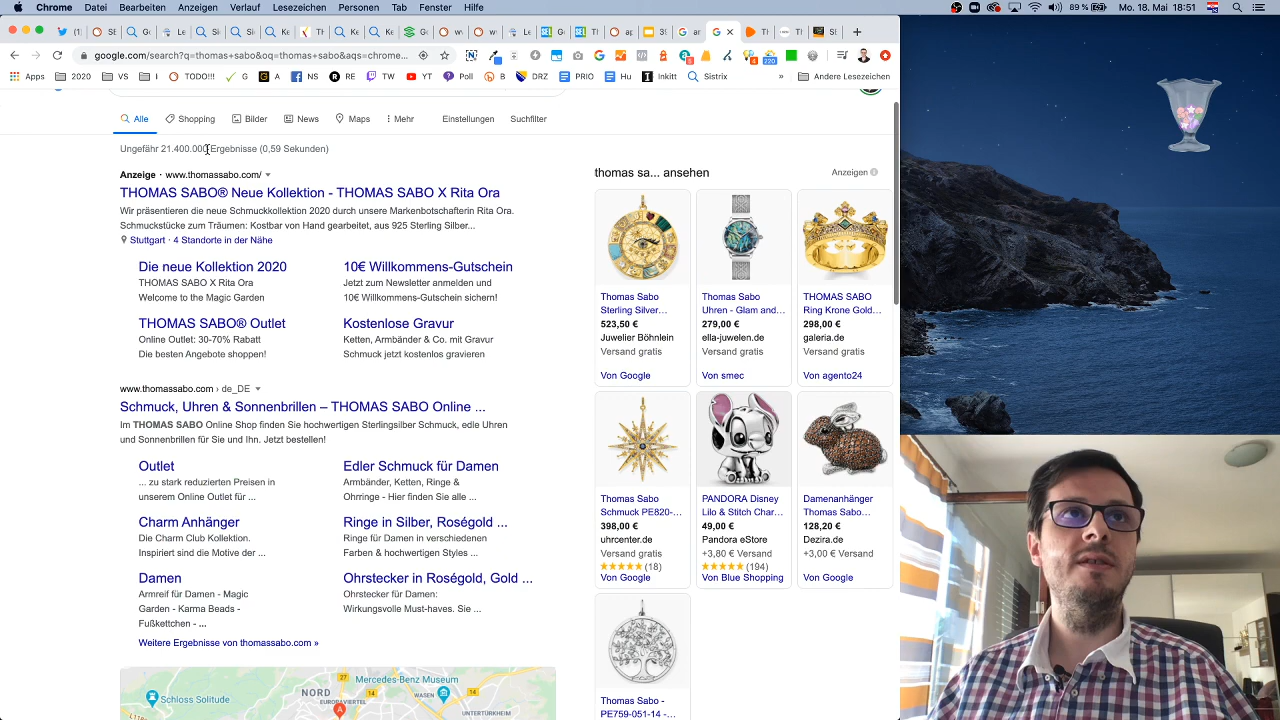 Chrome Datei Bearbeiten Anzeigen Verlauf Lesezeichen Personen Tab Fenster Hilfe
89 % Mo. 18. Mai 18:51
google.com/search?q=thomas+sabo&oq=thomas+sabo&aqs=chrome...
Apps 2020 VS I TODO!!! G A NS RE TW YT Poll B DRZ PRIO Hu Inkitt Sistrix » Andere Lesezeichen
Alle Shopping Bilder News Maps Mehr Einstellungen Suchfilter
Ungefähr 21.400.000 Ergebnisse (0,59 Sekunden)
Anzeige · www.thomassabo.com/
THOMAS SABO® Neue Kollektion - THOMAS SABO X Rita Ora
Wir präsentieren die neue Schmuckkollektion 2020 durch unsere Markenbotschafterin Rita Ora.
Schmuckstücke zum Träumen: Kostbar von Hand gearbeitet, aus 925 Sterling Silber...
Stuttgart · 4 Standorte in der Nähe
Die neue Kollektion 2020
THOMAS SABO X Rita Ora
Welcome to the Magic Garden
10€ Willkommens-Gutschein
Jetzt zum Newsletter anmelden und
10€ Willkommens-Gutschein sichern!
THOMAS SABO® Outlet
Online Outlet: 30-70% Rabatt
Die besten Angebote shoppen!
Kostenlose Gravur
Ketten, Armbänder & Co. mit Gravur
Schmuck jetzt kostenlos gravieren
www.thomassabo.com › de_DE
Schmuck, Uhren & Sonnenbrillen – THOMAS SABO Online ...
Im THOMAS SABO Online Shop finden Sie hochwertigen Sterlingsilber Schmuck, edle Uhren
und Sonnenbrillen für Sie und Ihn. Jetzt bestellen!
Outlet
... zu stark reduzierten Preisen in
unserem Online Outlet für ...
Edler Schmuck für Damen
Armbänder, Ketten, Ringe &
Ohrringe - Hier finden Sie alle ...
Charm Anhänger
Die Charm Club Kollektion.
Inspiriert sind die Motive der ...
Ringe in Silber, Roségold ...
Ringe für Damen in verschiedenen
Farben & hochwertigen Styles ...
Damen
Armreif für Damen - Magic
Garden - Karma Beads -
Fußkettchen - ...
Ohrstecker in Roségold, Gold ...
Ohrstecker für Damen:
Wirkungsvolle Must-haves. Sie ...
Weitere Ergebnisse von thomassabo.com »
Schloss Solitude
NORD
EUROPAVIERTEL
27
14
A
Mercedes-Benz Museum
WASEN
14
UNTERTÜRKHEIM
thomas sa... ansehen
Anzeigen
Thomas Sabo
Sterling Silver...
523,50 €
Juwelier Böhnlein
Versand gratis
Von Google
Thomas Sabo
Uhren - Glam and...
279,00 €
ella-juwelen.de
Versand gratis
Von smec
THOMAS SABO
Ring Krone Gold...
298,00 €
galeria.de
Versand gratis
Von agento24
Thomas Sabo
Schmuck PE820-...
398,00 €
uhrcenter.de
Versand gratis
★★★★★ (18)
Von Google
PANDORA Disney
Lilo & Stitch Char...
49,00 €
Pandora eStore
+3,80 € Versand
★★★★★ (194)
Von Blue Shopping
Damenanhänger
Thomas Sabo...
128,20 €
Dezira.de
+3,00 € Versand
Von Google
Thomas Sabo -
PE759-051-14 -...